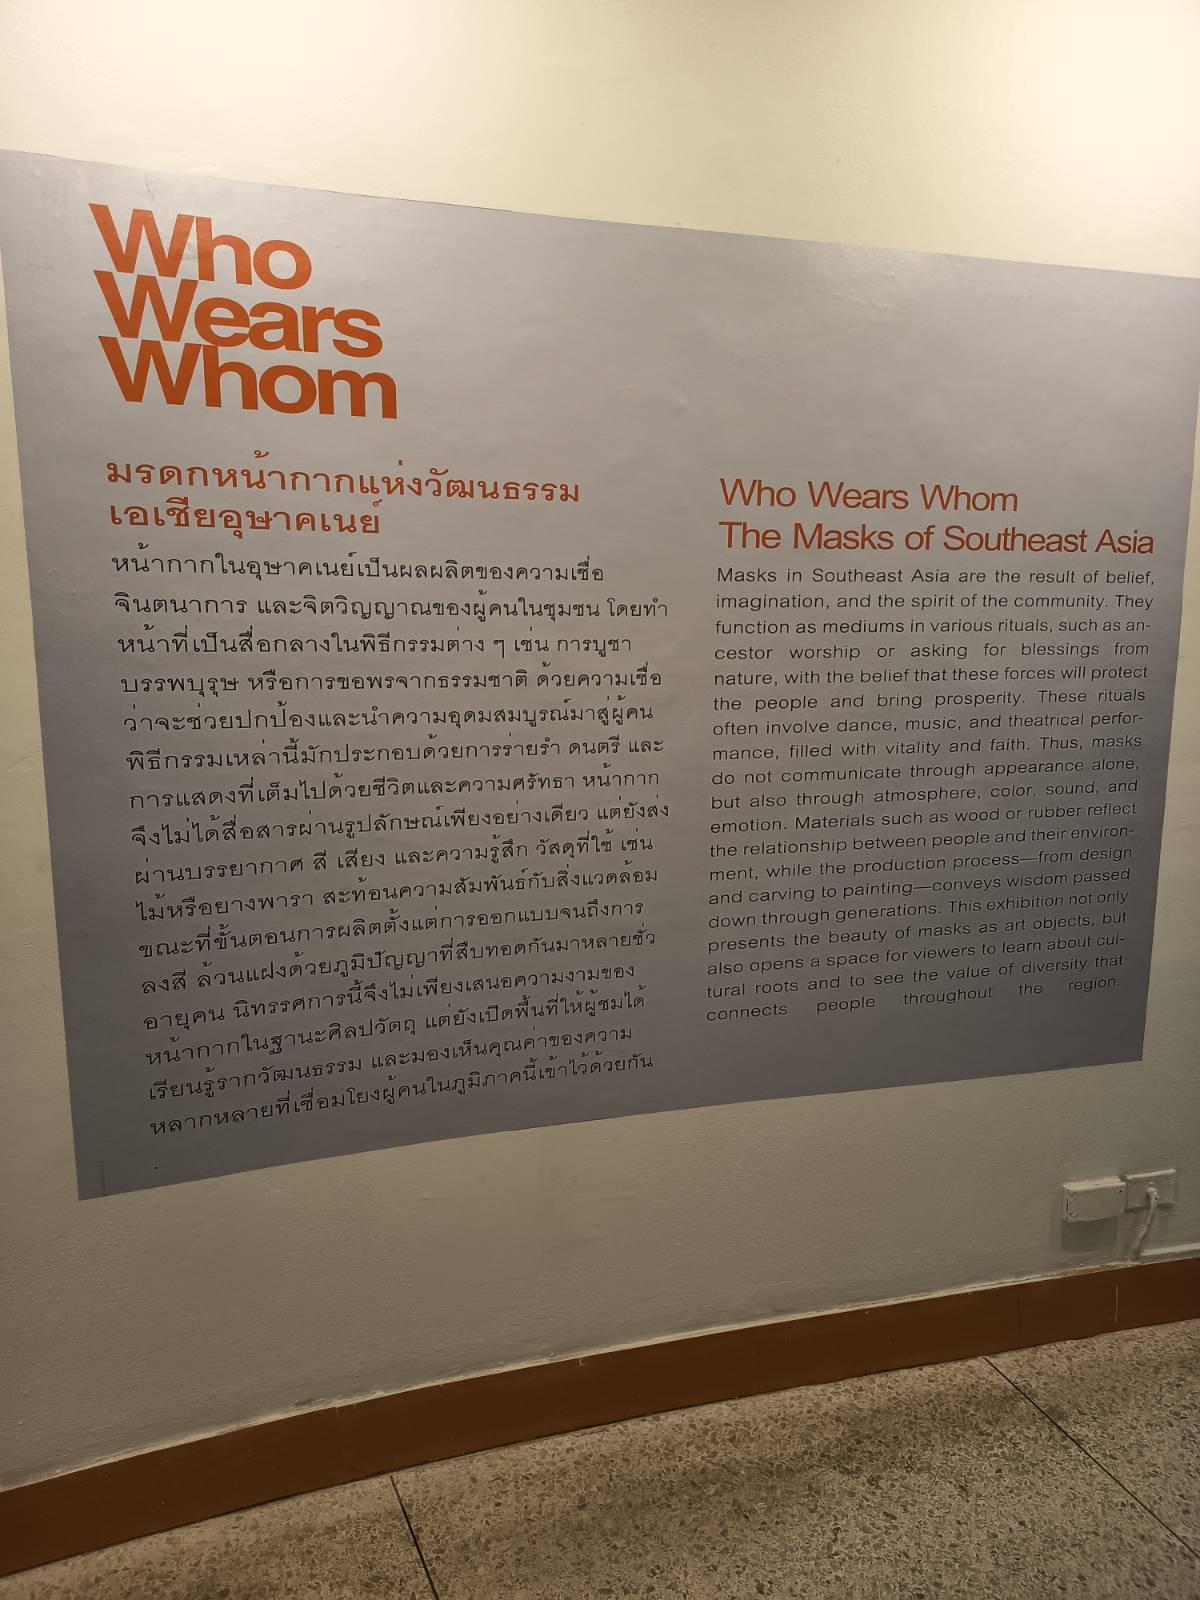 Who
Wears
Whom
มรดกหน้ากากแห่งวัฒนธรรม
เอเชียอุษาคเนย์
หน้ากากในอุษาคเนย์เป็นผลผลิตของความเชื่อ
จินตนาการ และจิตวิญญาณของผู้คนในชุมชน โดยทำ
หน้าที่เป็นสื่อกลางในพิธีกรรมต่าง ๆ เช่น การบูชา
บรรพบุรุษ หรือการขอพรจากธรรมชาติ ด้วยความเชื่อ
ว่าจะช่วยปกป้องและนำความอุดมสมบูรณ์มาสู่ผู้คน
พิธีกรรมเหล่านี้มักประกอบด้วยการร่ายรำ ดนตรี และ
การแสดงที่เต็มไปด้วยชีวิตและความศรัทธา หน้ากาก
จึงไม่ได้สื่อสารผ่านรูปลักษณ์เพียงอย่างเดียว แต่ยังส่ง
ผ่านบรรยากาศ สี เสียง และความรู้สึก วัสดุที่ใช้ เช่น
ไม้หรือยางพารา สะท้อนความสัมพันธ์กับสิ่งแวดล้อม
ขณะที่ขั้นตอนการผลิตตั้งแต่การออกแบบจนถึงการ
ลงสี ล้วนแฝงด้วยภูมิปัญญาที่สืบทอดกันมาหลายชั่ว
อายุคน นิทรรศการนี้จึงไม่เพียงเสนอความงามของ
หน้ากากในฐานะศิลปวัตถุ แต่ยังเปิดพื้นที่ให้ผู้ชมได้
เรียนรู้รากวัฒนธรรม และมองเห็นคุณค่าของความ
หลากหลายที่เชื่อมโยงผู้คนในภูมิภาคนี้เข้าไว้ด้วยกัน
.
Who Wears Whom
The Masks of Southeast Asia
Masks in Southeast Asia are the result of belief,
imagination, and the spirit of the community. They
function as mediums in various rituals, such as an-
cestor worship or asking for blessings from
nature, with the belief that these forces will protect
the people and bring prosperity. These rituals
often involve dance, music, and theatrical perfor-
mance, filled with vitality and faith. Thus, masks
do not communicate through appearance alone,
but also through atmosphere, color, sound, and
emotion. Materials such as wood or rubber reflect
the relationship between people and their environ-
ment, while the production process—from design
and carving to painting—conveys wisdom passed
down through generations. This exhibition not only
presents the beauty of masks as art objects, but
also opens a space for viewers to learn about cul-
tural roots and to see the value of diversity that
connects people throughout the region.